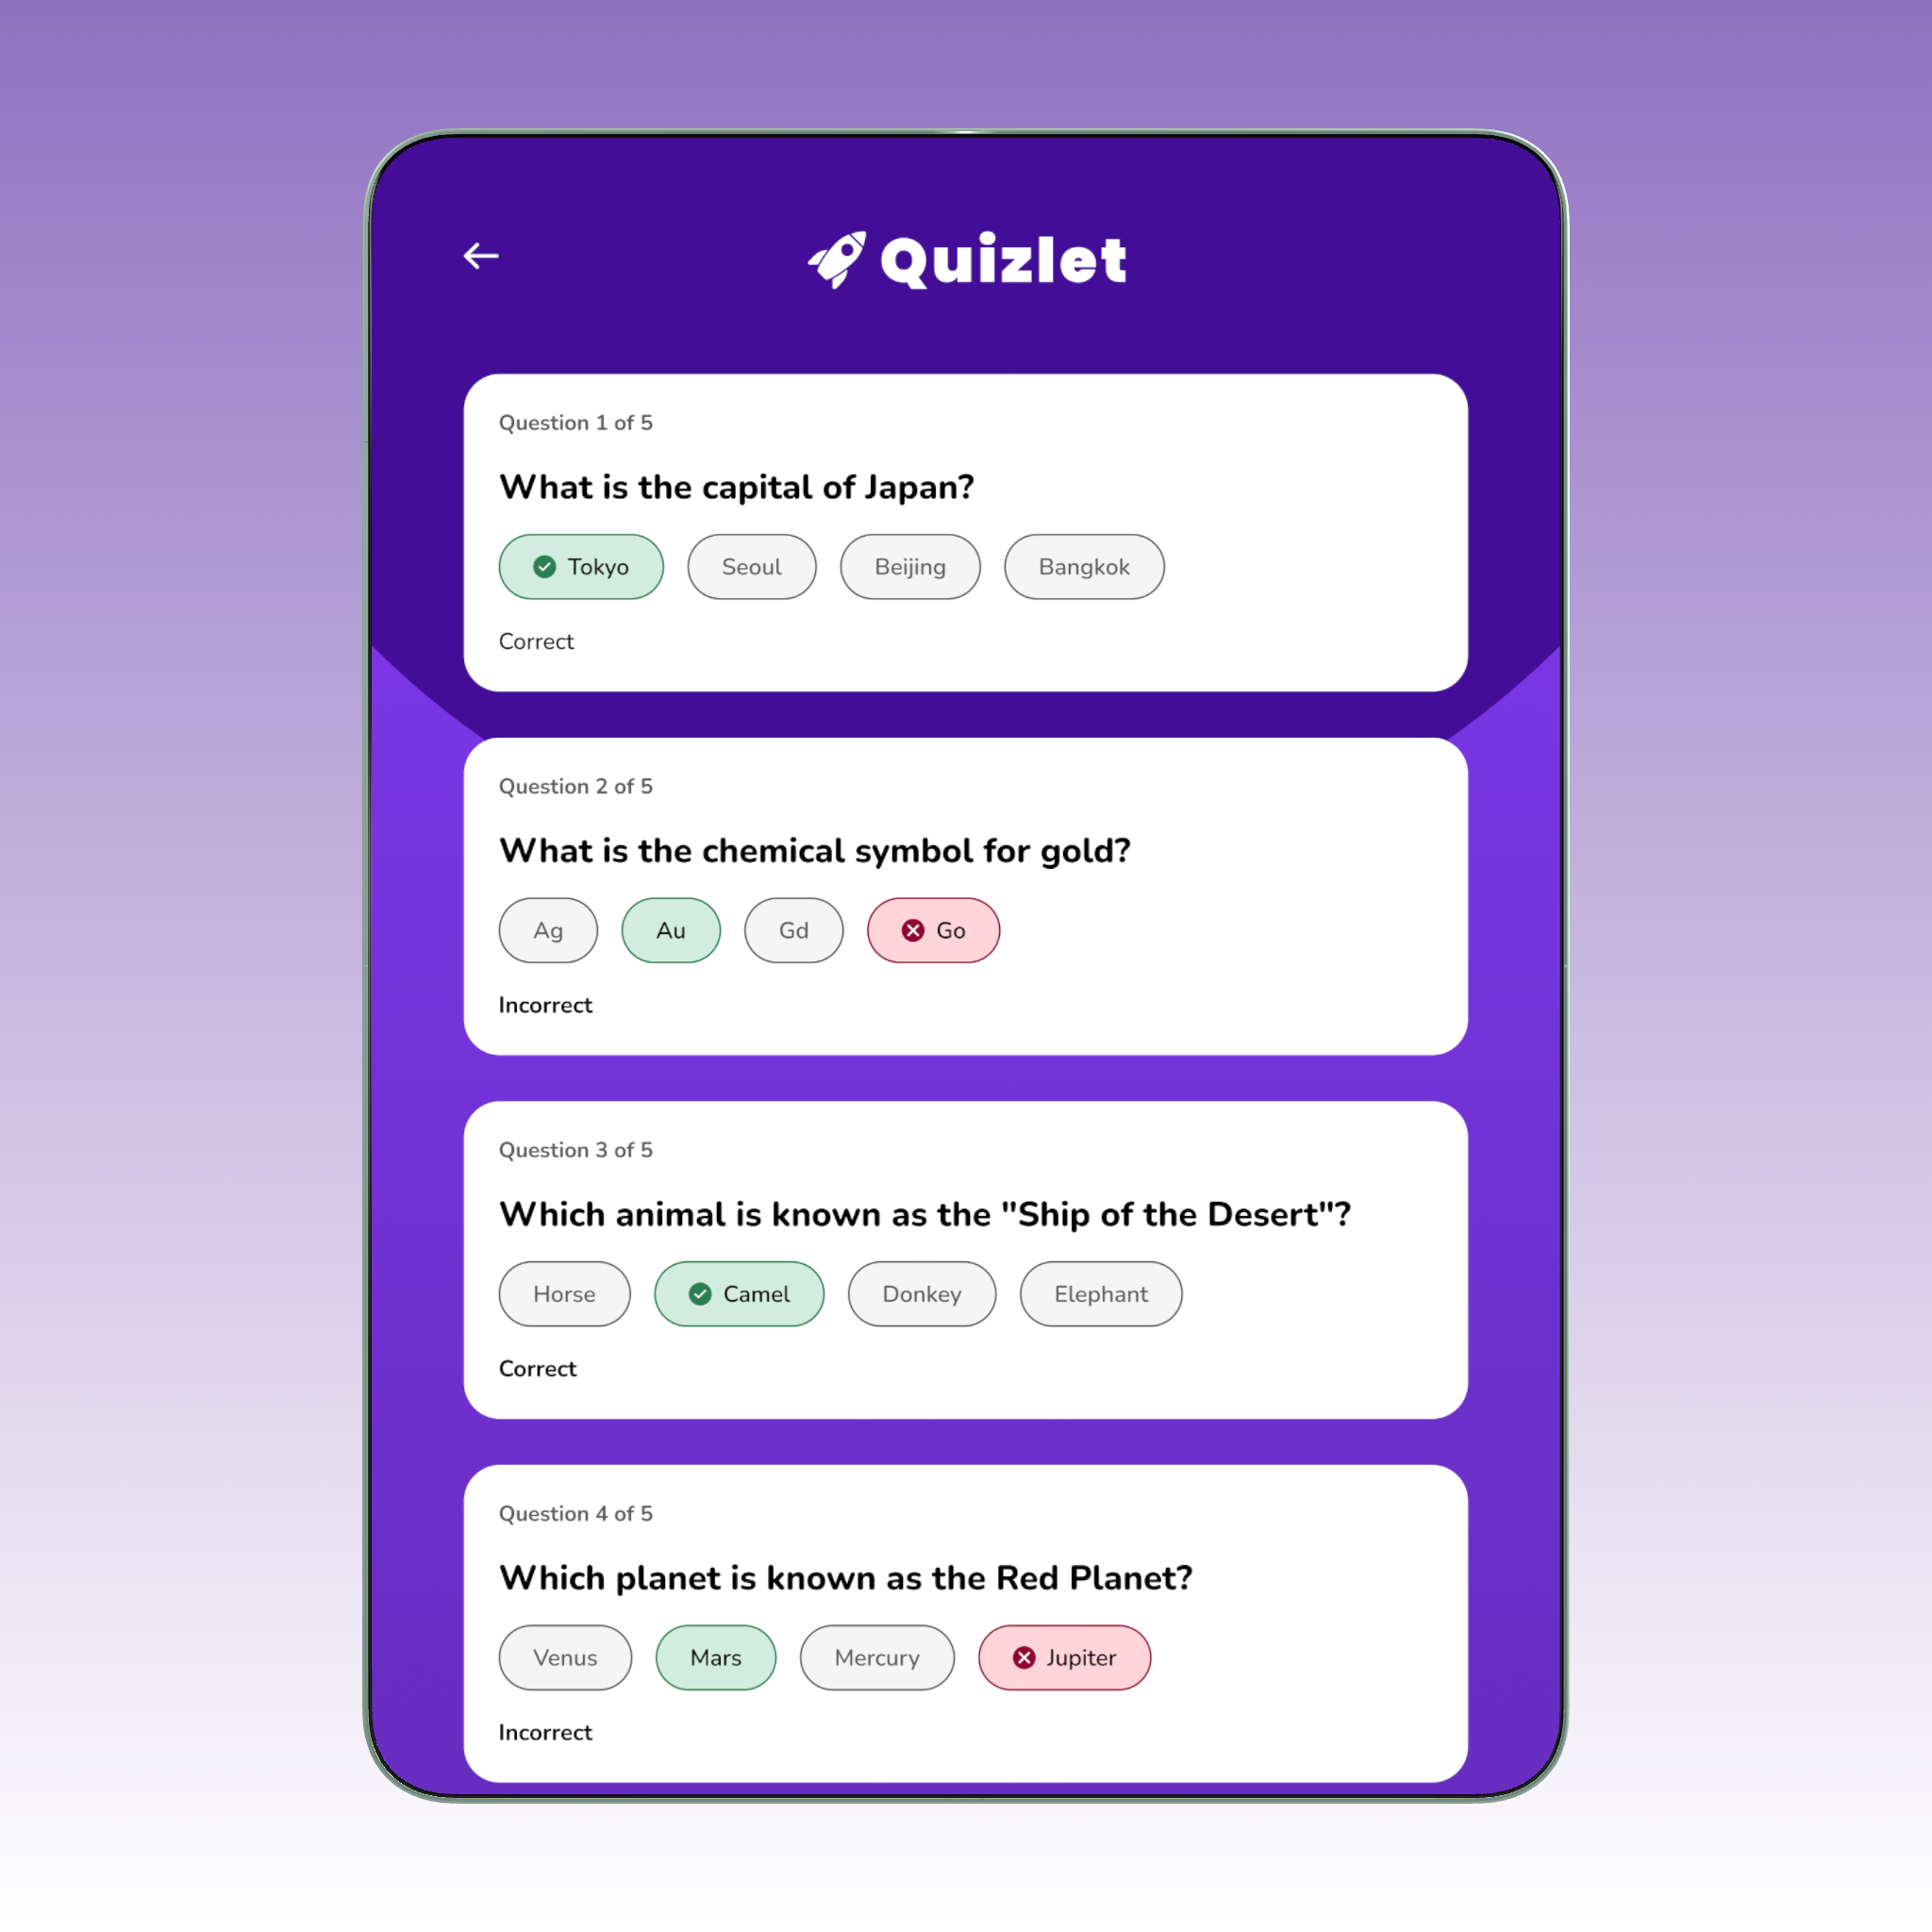 Quizlet
Question 1 of 5
What is the capital of Japan?
Tokyo Seoul Beijing Bangkok
Correct
Question 2 of 5
What is the chemical symbol for gold?
Ag Au Gd Go
Incorrect
Question 3 of 5
Which animal is known as the "Ship of the Desert"?
Horse Camel Donkey Elephant
Correct
Question 4 of 5
Which planet is known as the Red Planet?
Venus Mars Mercury Jupiter
Incorrect